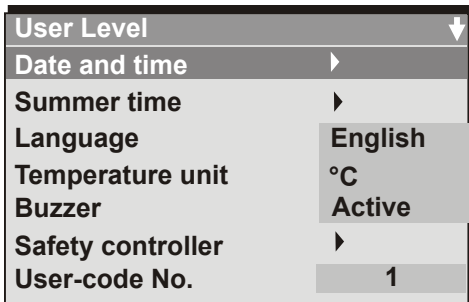 User Level
Date and time
Summer time
Language English
Temperature unit °C
Buzzer Active
Safety controller
User-code No. 1